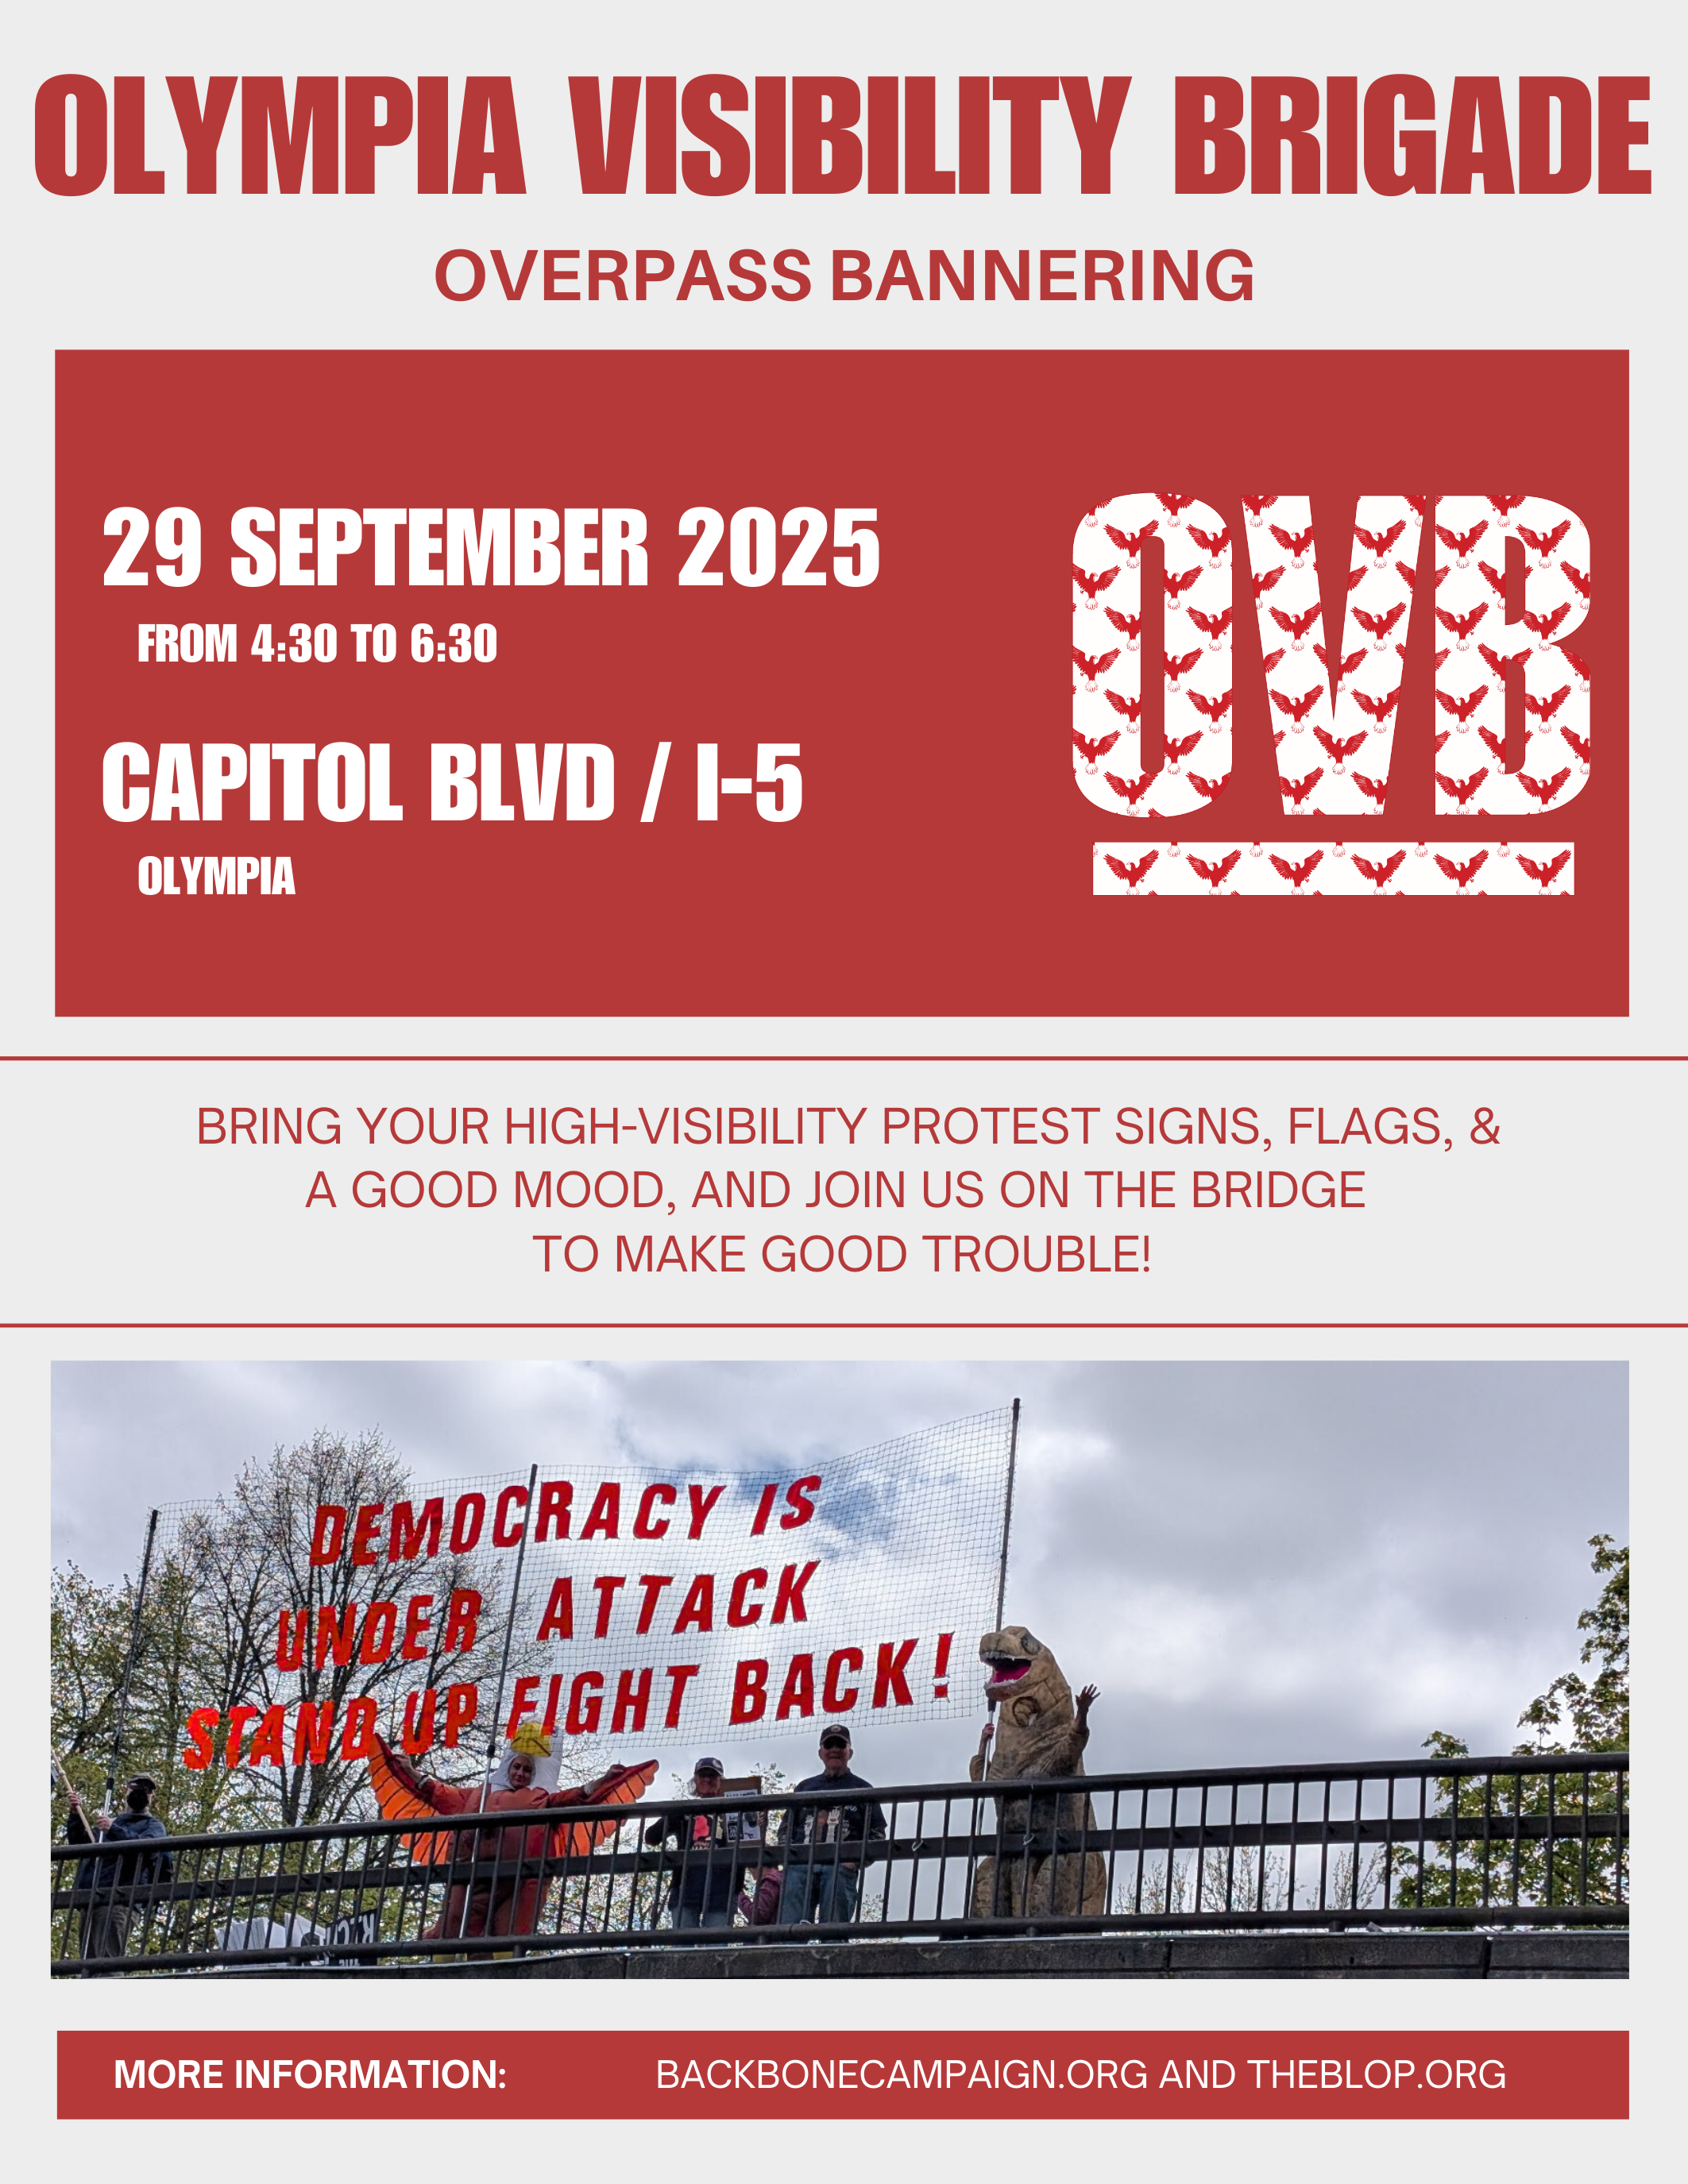 OLYMPIA VISIBILITY BRIGADE
OVERPASS BANNERING
29 SEPTEMBER 2025
FROM 4:30 TO 6:30
CAPITOL BLVD / I-5
OLYMPIA
OVB
BRING YOUR HIGH-VISIBILITY PROTEST SIGNS, FLAGS, &
A GOOD MOOD, AND JOIN US ON THE BRIDGE
TO MAKE GOOD TROUBLE!
DEMOCRACY IS
UNDER ATTACK
STAND UP FIGHT BACK!
MORE INFORMATION: BACKBONECAMPAIGN.ORG AND THEBLOP.ORG